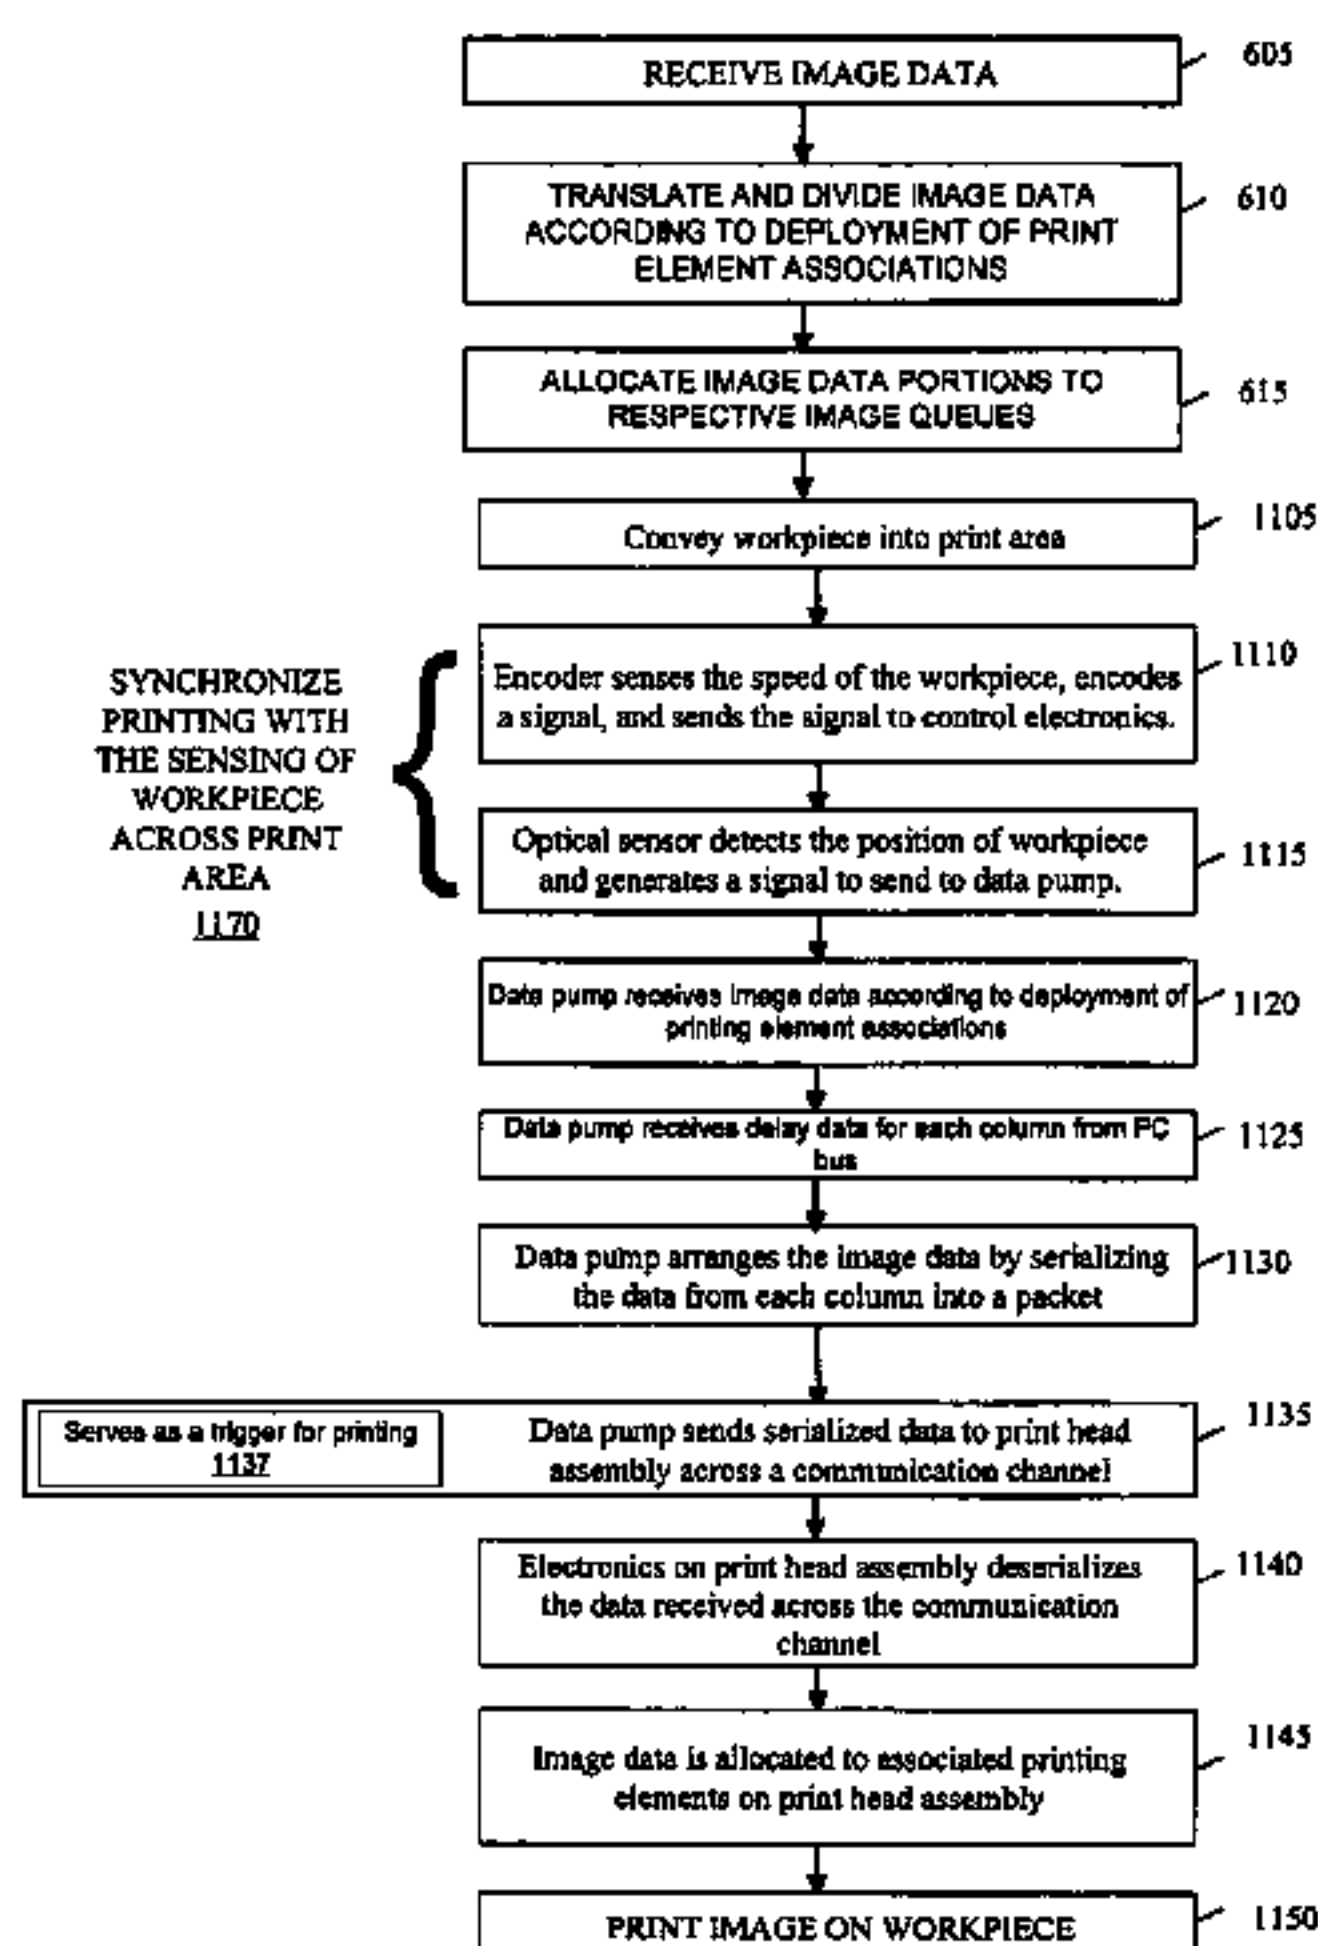 RECEIVE IMAGE DATA
605
TRANSLATE AND DIVIDE IMAGE DATA
ACCORDING TO DEPLOYMENT OF PRINT
ELEMENT ASSOCIATIONS
610
ALLOCATE IMAGE DATA PORTIONS TO
RESPECTIVE IMAGE QUEUES
615
Convey workpiece into print area
1105
SYNCHRONIZE
PRINTING WITH
THE SENSING OF
WORKPIECE
ACROSS PRINT
AREA
1170
Encoder senses the speed of the workpiece, encodes
a signal, and sends the signal to control electronics.
1110
Optical sensor detects the position of workpiece
and generates a signal to send to data pump.
1115
Data pump receives image data according to deployment of
printing element associations
1120
Data pump receives delay data for each column from PC
bus
1125
Data pump arranges the image data by serializing
the data from each column into a packet
1130
Serves as a trigger for printing
1137
Data pump sends serialized data to print head
assembly across a communication channel
1135
Electronics on print head assembly deserializes
the data received across the communication
channel
1140
Image data is allocated to associated printing
elements on print head assembly
1145
PRINT IMAGE ON WORKPIECE
1150